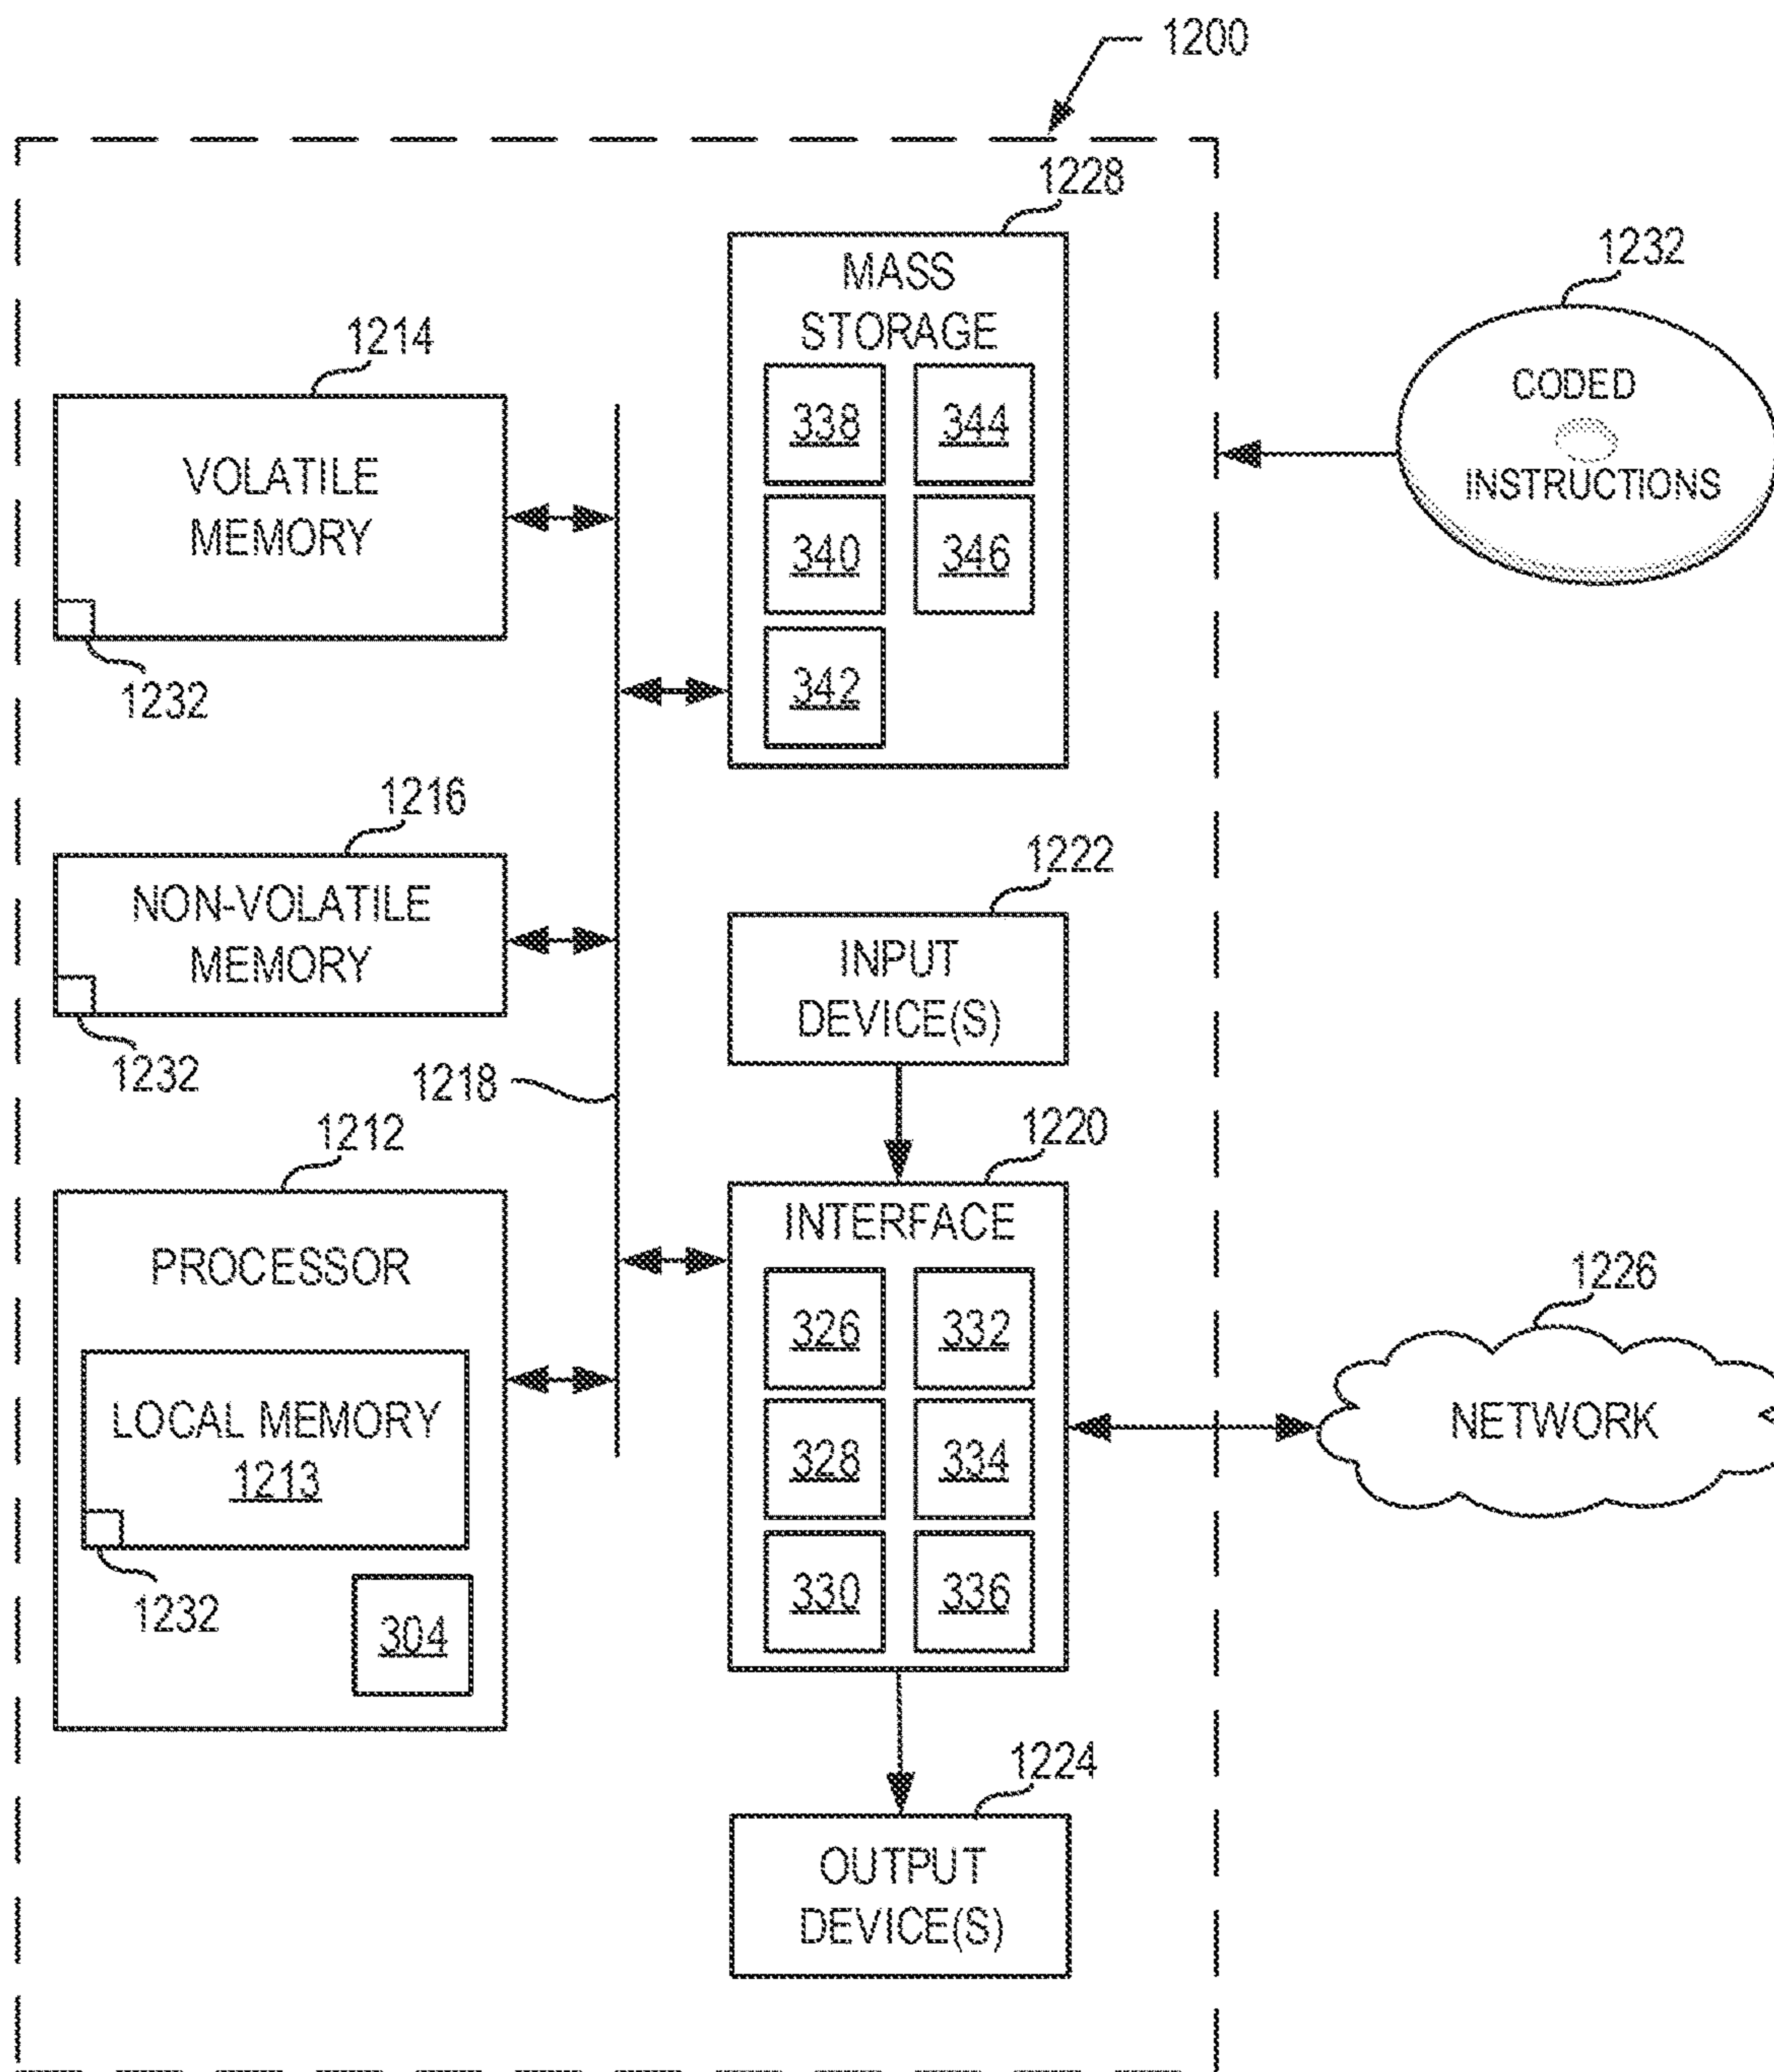 1200
1228
MASS
STORAGE
338
344
340
346
342
1232
CODED
INSTRUCTIONS
1214
VOLATILE
MEMORY
1232
1216
NON-VOLATILE
MEMORY
1232
1218
1222
INPUT
DEVICE(S)
1212
PROCESSOR
LOCAL MEMORY
1213
1232
304
1220
INTERFACE
326
332
328
334
330
336
1226
NETWORK
1224
OUTPUT
DEVICE(S)